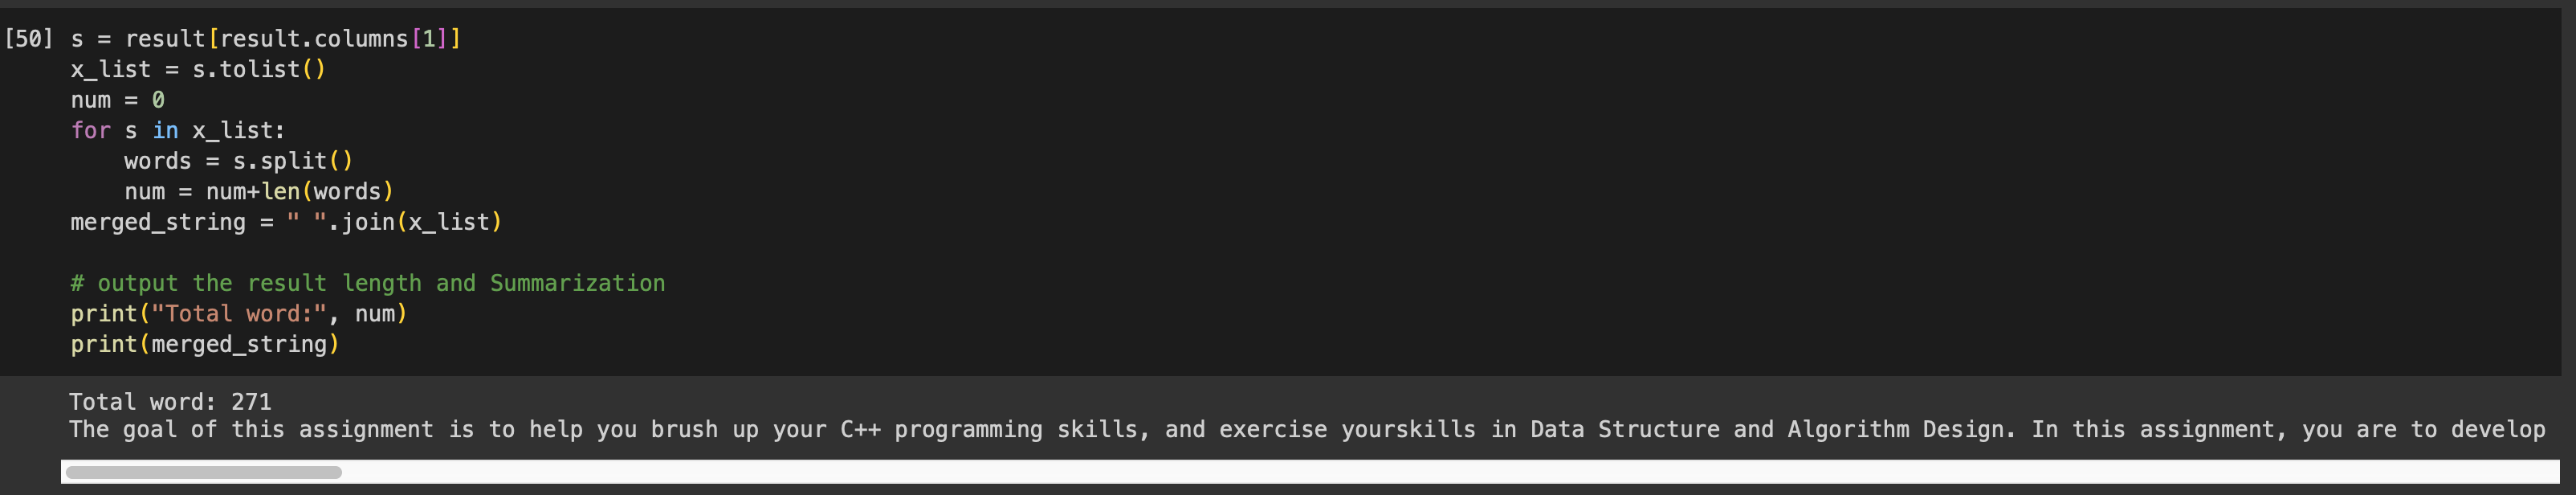 [50] s = result[result.columns[1]]
x_list = s.tolist()
num = 0
for s in x_list:
    words = s.split()
    num = num+len(words)
merged_string = " ".join(x_list)

# output the result length and Summarization
print("Total word:", num)
print(merged_string)
Total word: 271
The goal of this assignment is to help you brush up your C++ programming skills, and exercise yourskills in Data Structure and Algorithm Design. In this assignment, you are to develop